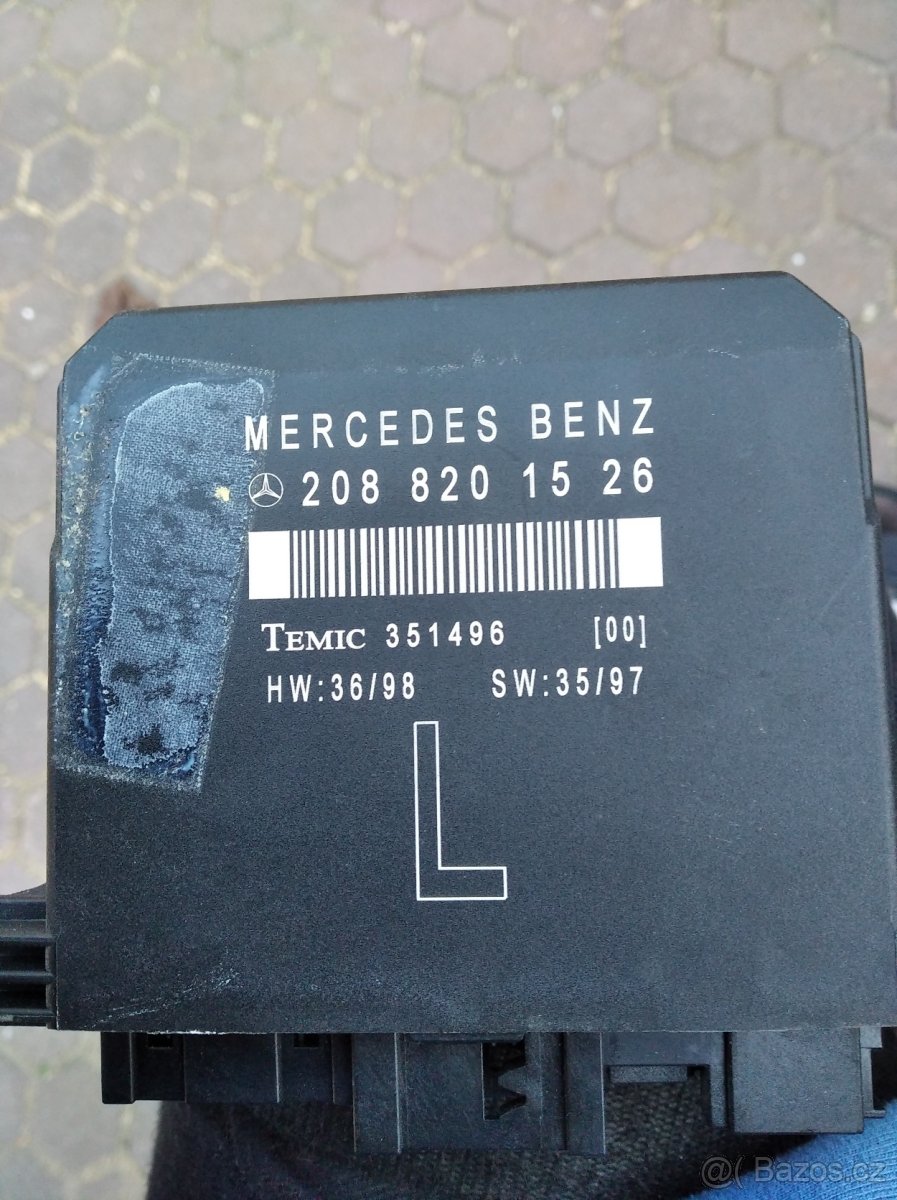 MERCEDES BENZ
208 820 15 26
TEMIC 351496 [00]
HW:36/98 SW:35/97
L
@( Bazos.cz